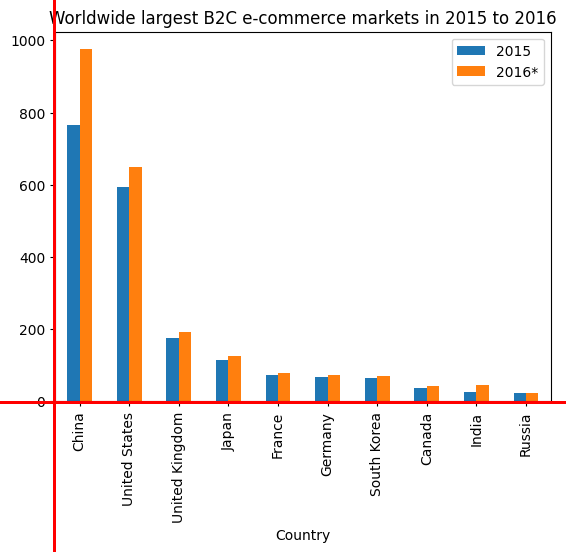 Worldwide largest B2C e-commerce markets in 2015 to 2016
1000
800
600
400
200
0
2015
2016*
China
United States
United Kingdom
Japan
France
Germany
South Korea
Canada
India
Russia
Country